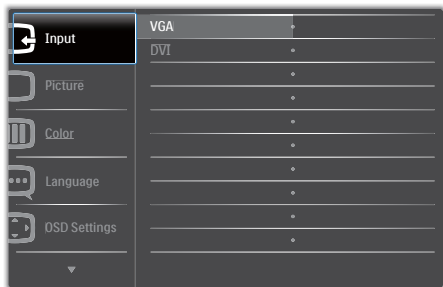 Input
VGA
DVI
Picture
Color
Language
OSD Settings